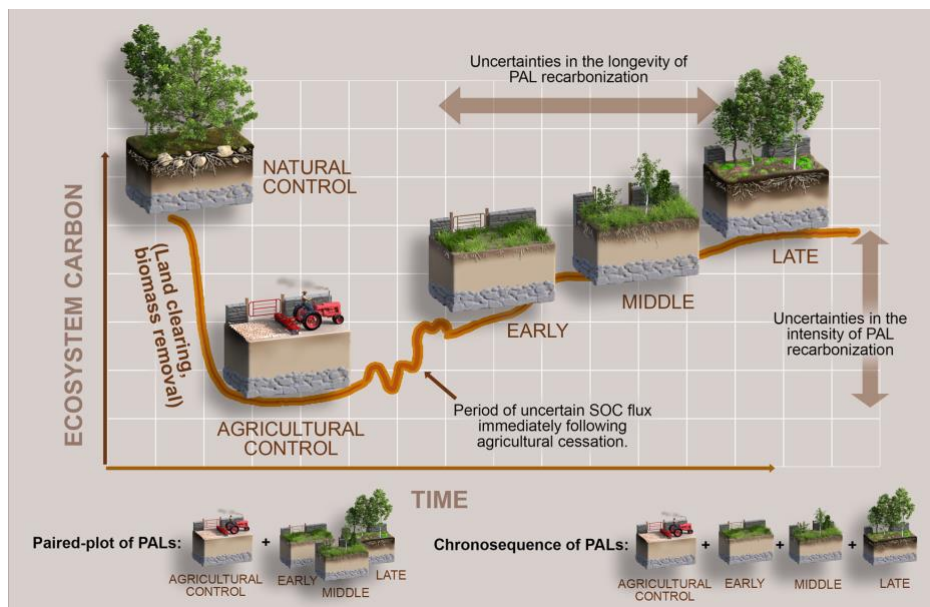 Uncertainties in the longevity of
PAL recarbonization
NATURAL
CONTROL
ECOSYSTEM CARBON
(Land clearing,
biomass removal)
EARLY
MIDDLE
LATE
Uncertainties in the
intensity of PAL
recarbonization
AGRICULTURAL
CONTROL
Period of uncertain SOC flux
immediately following
agricultural cessation.
TIME
Paired-plot of PALs:
+
AGRICULTURAL
CONTROL
EARLY
MIDDLE
LATE
Chronosequence of PALs:
+
+
+
AGRICULTURAL
CONTROL
EARLY
MIDDLE
LATE